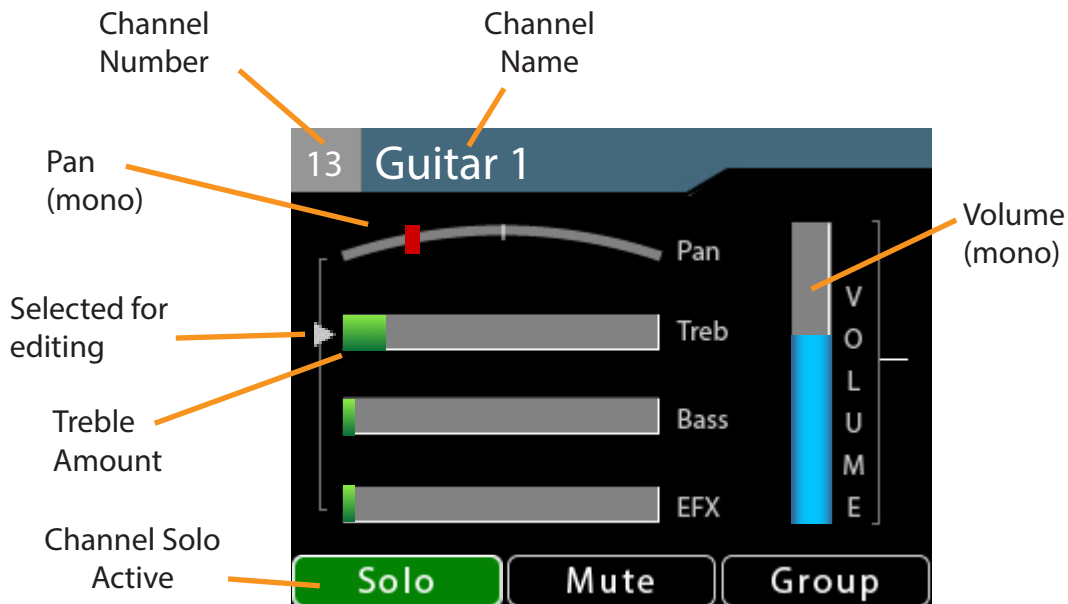 Channel
Number
Channel
Name
13 Guitar 1
Pan
(mono)
Pan
Volume
(mono)
Selected for
editing
Treb
Treble
Amount
Bass
EFX
VOLUME
Channel Solo
Active
Solo
Mute
Group